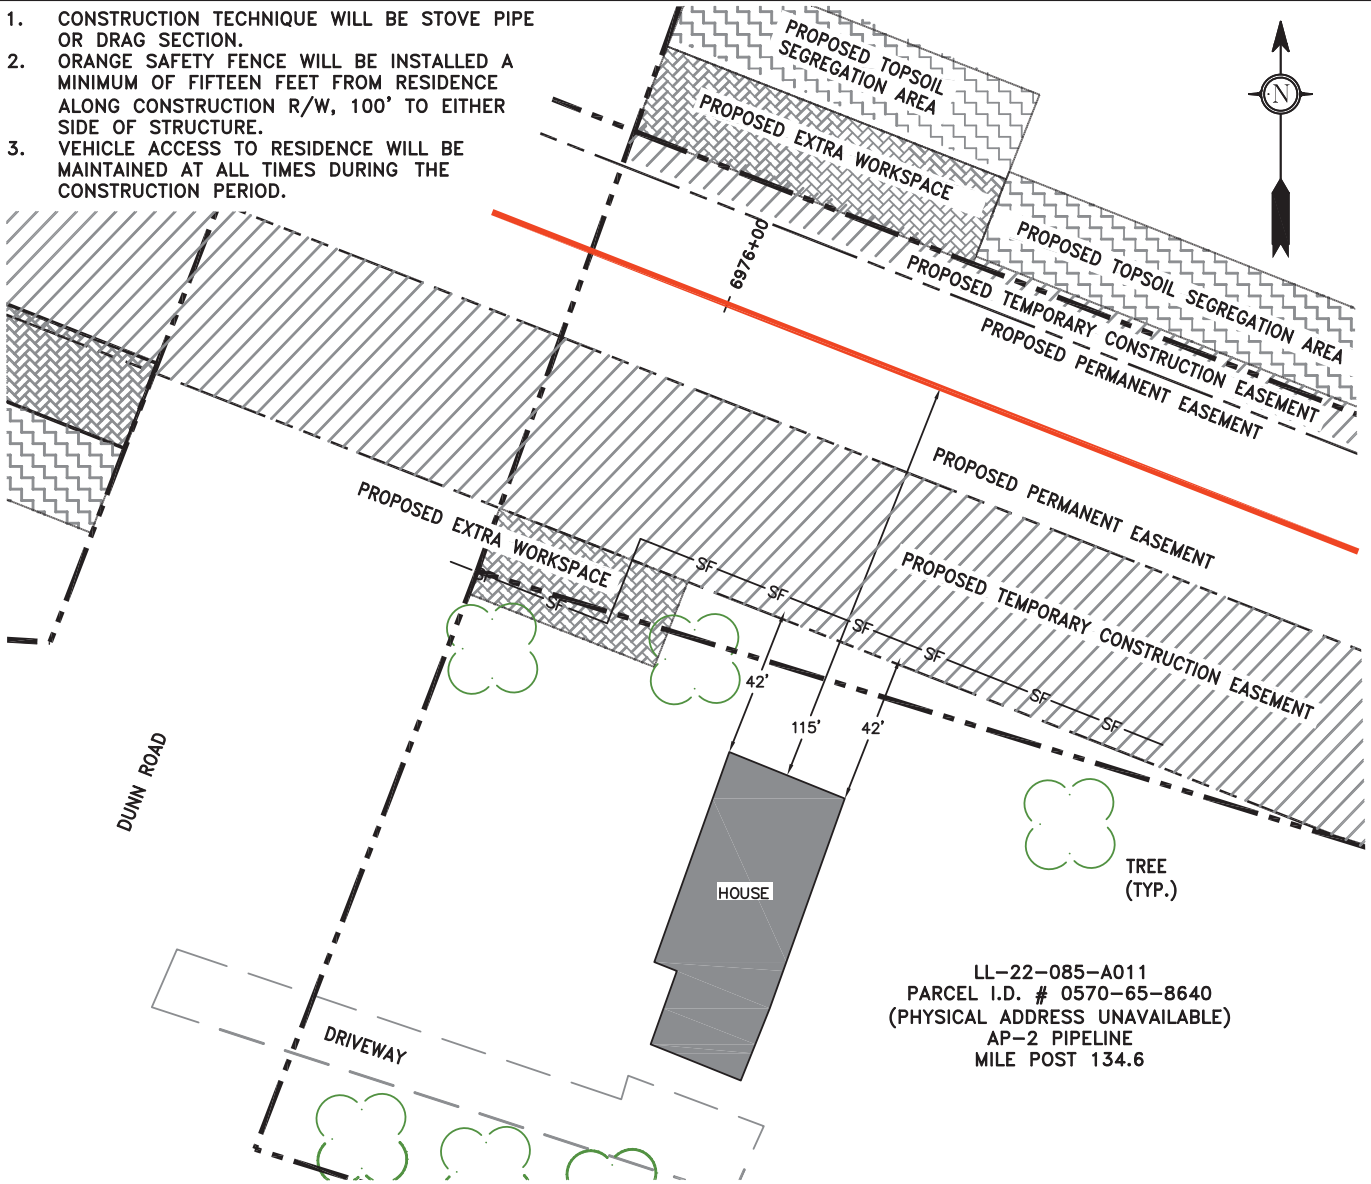 1. CONSTRUCTION TECHNIQUE WILL BE STOVE PIPE
OR DRAG SECTION.
2. ORANGE SAFETY FENCE WILL BE INSTALLED A
MINIMUM OF FIFTEEN FEET FROM RESIDENCE
ALONG CONSTRUCTION R/W, 100' TO EITHER
SIDE OF STRUCTURE.
3. VEHICLE ACCESS TO RESIDENCE WILL BE
MAINTAINED AT ALL TIMES DURING THE
CONSTRUCTION PERIOD.
PROPOSED TOPSOIL
SEGREGATION AREA
PROPOSED EXTRA WORKSPACE
N
6976+00
PROPOSED TOPSOIL SEGREGATION AREA
PROPOSED TEMPORARY CONSTRUCTION EASEMENT
PROPOSED PERMANENT EASEMENT
PROPOSED PERMANENT EASEMENT
PROPOSED TEMPORARY CONSTRUCTION EASEMENT
PROPOSED EXTRA WORKSPACE
SF
SF
SF
SF
SF
SF
SF
SF
42'
115'
42'
DUNN ROAD
HOUSE
TREE
(TYP.)
DRIVEWAY
LL-22-085-A011
PARCEL I.D. # 0570-65-8640
(PHYSICAL ADDRESS UNAVAILABLE)
AP-2 PIPELINE
MILE POST 134.6